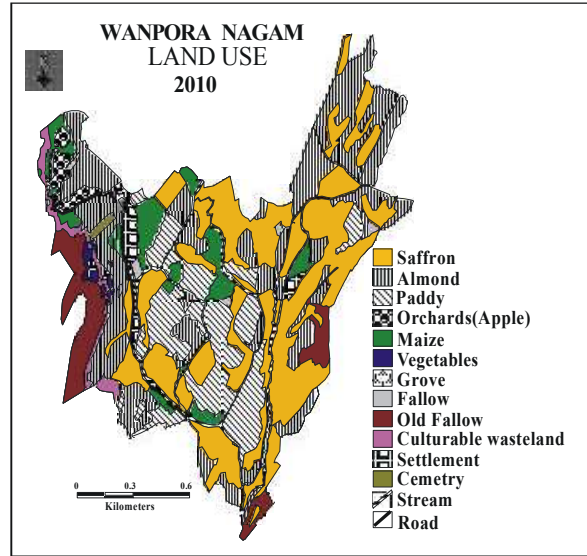 WANPORA NAGAM
LAND USE
2010
Saffron
Almond
Paddy
Orchards(Apple)
Maize
Vegetables
Grove
Fallow
Old Fallow
Culturable wasteland
Settlement
Cemetry
Stream
Road
0 0.3 0.6
Kilometers